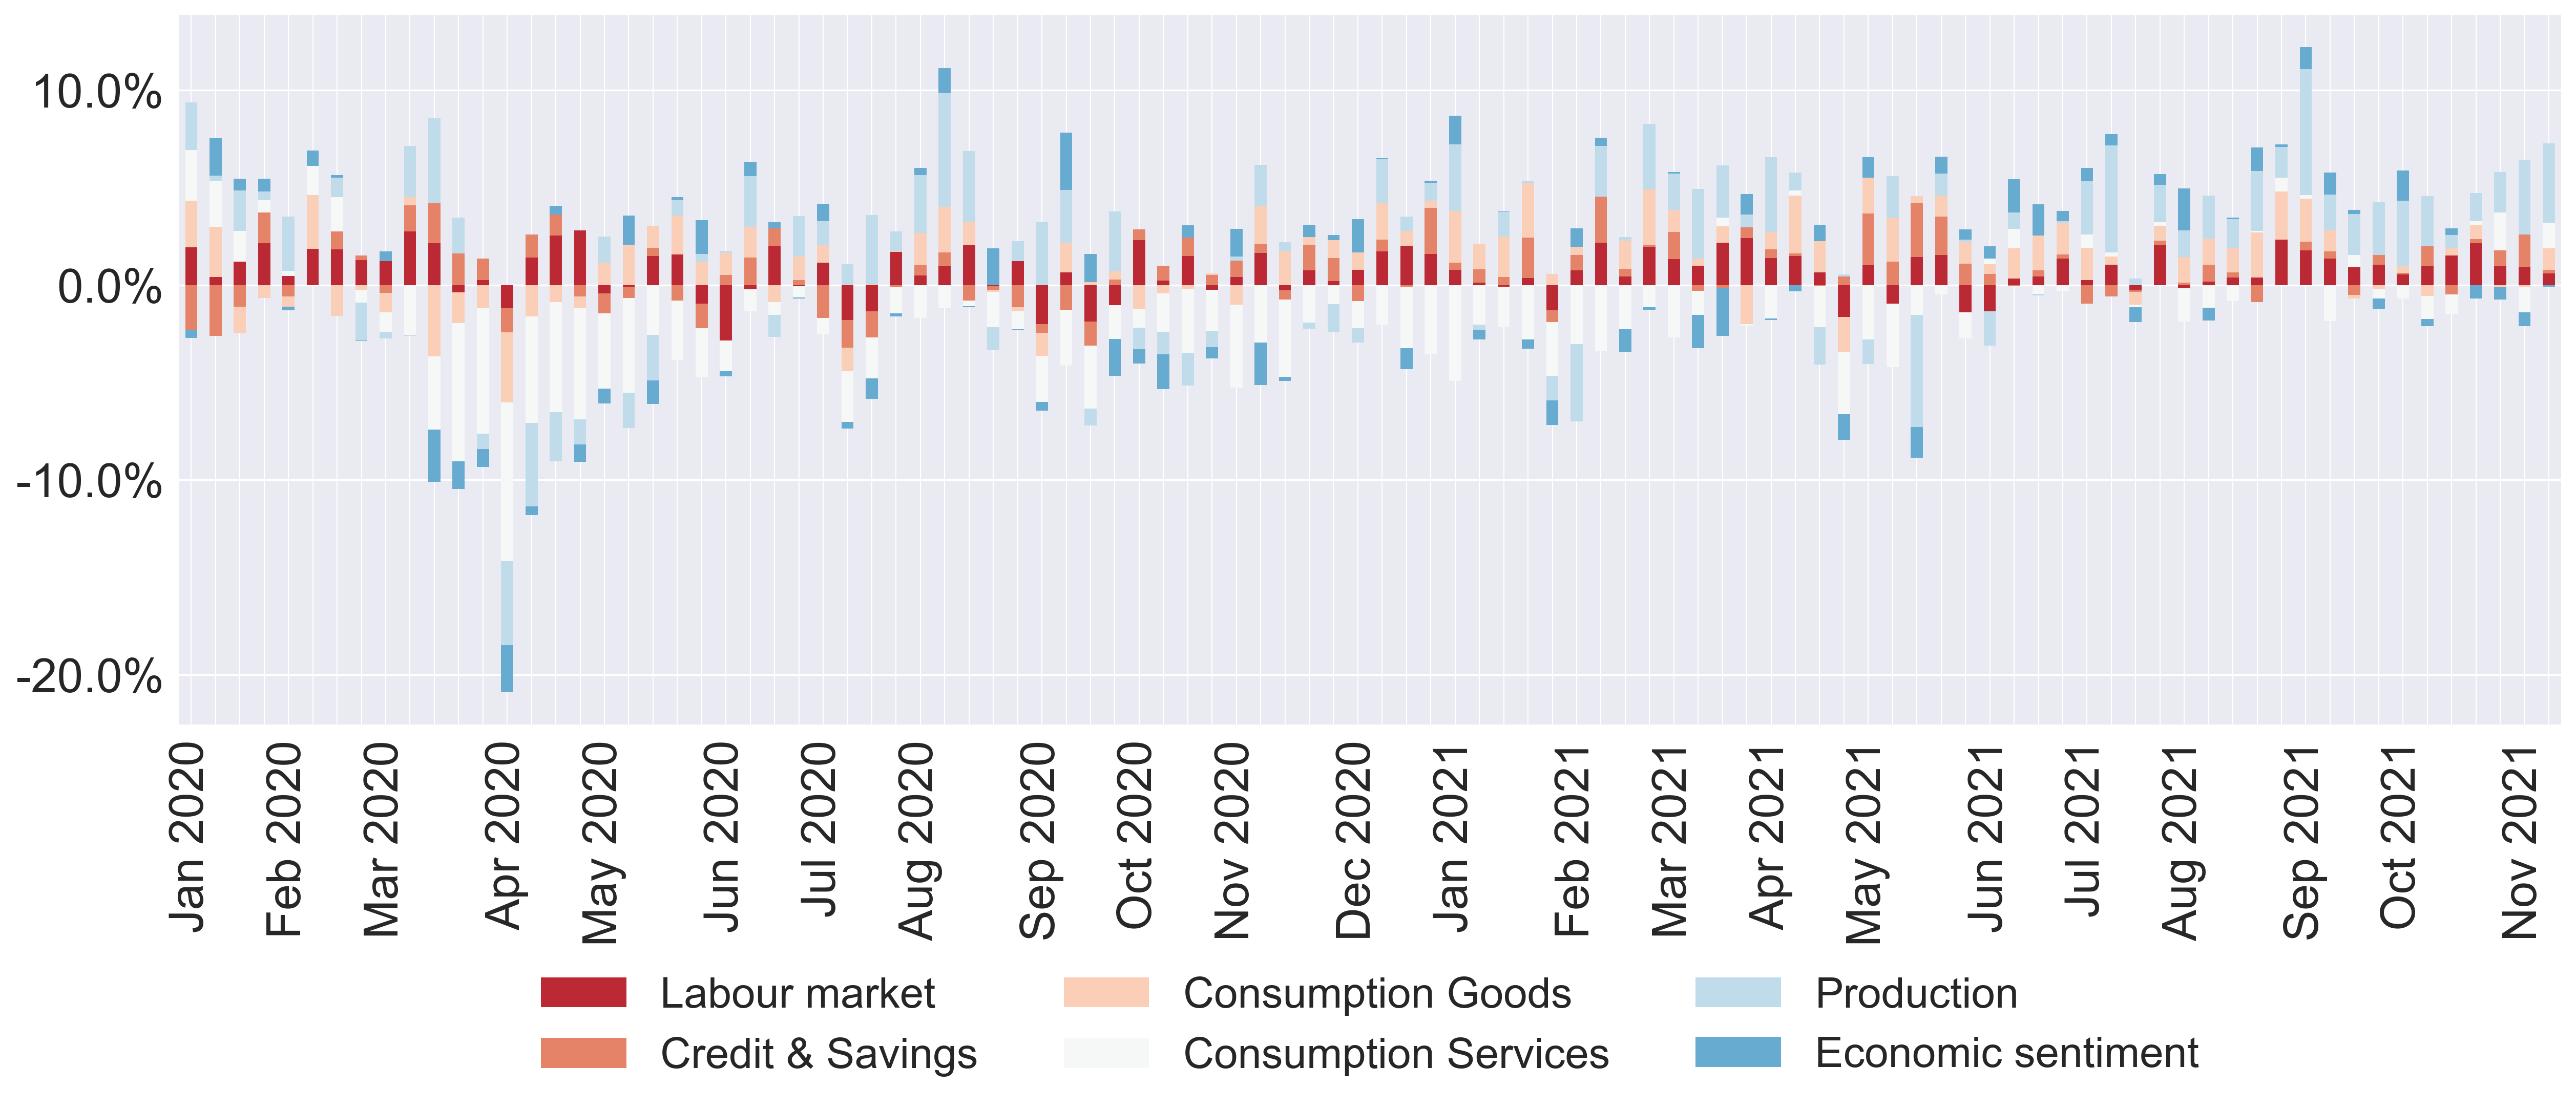 10.0%
0.0%
-10.0%
-20.0%
Jan 2020
Feb 2020
Mar 2020
Apr 2020
May 2020
Jun 2020
Jul 2020
Aug 2020
Sep 2020
Oct 2020
Nov 2020
Dec 2020
Jan 2021
Feb 2021
Mar 2021
Apr 2021
May 2021
Jun 2021
Jul 2021
Aug 2021
Sep 2021
Oct 2021
Nov 2021
Labour market
Credit & Savings
Consumption Goods
Consumption Services
Production
Economic sentiment